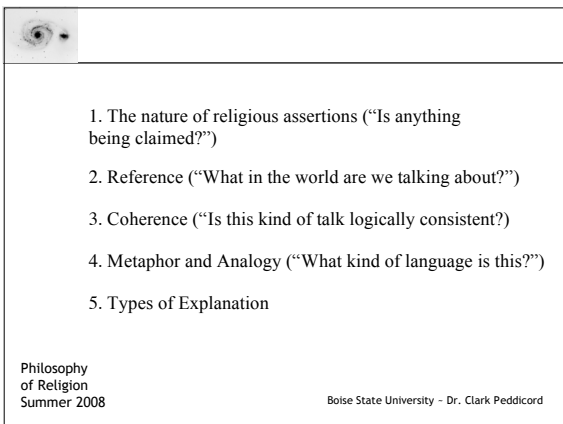 1. The nature of religious assertions (“Is anything
being claimed?”)
2. Reference (“What in the world are we talking about?”)
3. Coherence (“Is this kind of talk logically consistent?)
4. Metaphor and Analogy (“What kind of language is this?”)
5. Types of Explanation
Philosophy
of Religion
Summer 2008
Boise State University – Dr. Clark Peddicord